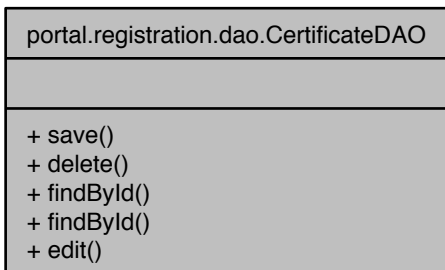 portal.registration.dao.CertificateDAO
+ save()
+ delete()
+ findById()
+ findById()
+ edit()